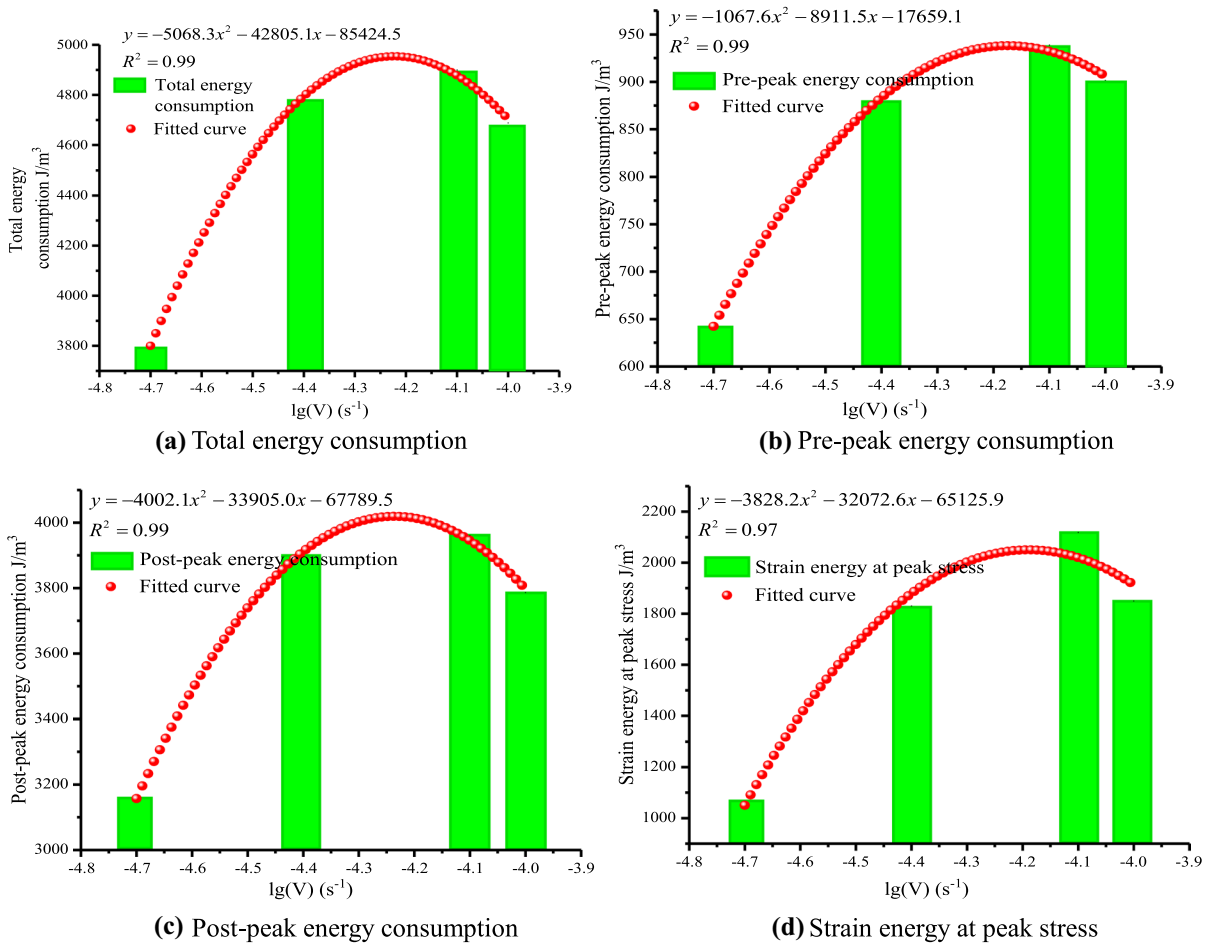 y = −5068.3x² − 42805.1x − 85424.5
R² = 0.99
Total energy
consumption
Fitted curve
5000
4800
4600
4400
4200
4000
3800
Total energy
consumption J/m³
-4.8 -4.7 -4.6 -4.5 -4.4 -4.3 -4.2 -4.1 -4.0 -3.9
lg(V) (s⁻¹)
(a) Total energy consumption
y = −1067.6x² − 8911.5x − 17659.1
R² = 0.99
Pre-peak energy consumption
Fitted curve
950
900
850
800
750
700
650
600
Pre-peak energy consumption J/m³
-4.8 -4.7 -4.6 -4.5 -4.4 -4.3 -4.2 -4.1 -4.0 -3.9
lg(V) (s⁻¹)
(b) Pre-peak energy consumption
y = −4002.1x² − 33905.0x − 67789.5
R² = 0.99
Post-peak energy consumption
Fitted curve
4000
3800
3600
3400
3200
3000
Post-peak energy consumption J/m³
-4.8 -4.7 -4.6 -4.5 -4.4 -4.3 -4.2 -4.1 -4.0 -3.9
lg(V) (s⁻¹)
(c) Post-peak energy consumption
y = −3828.2x² − 32072.6x − 65125.9
R² = 0.97
Strain energy at peak stress
Fitted curve
2200
2000
1800
1600
1400
1200
1000
Strain energy at peak stress J/m³
-4.8 -4.7 -4.6 -4.5 -4.4 -4.3 -4.2 -4.1 -4.0 -3.9
lg(V) (s⁻¹)
(d) Strain energy at peak stress